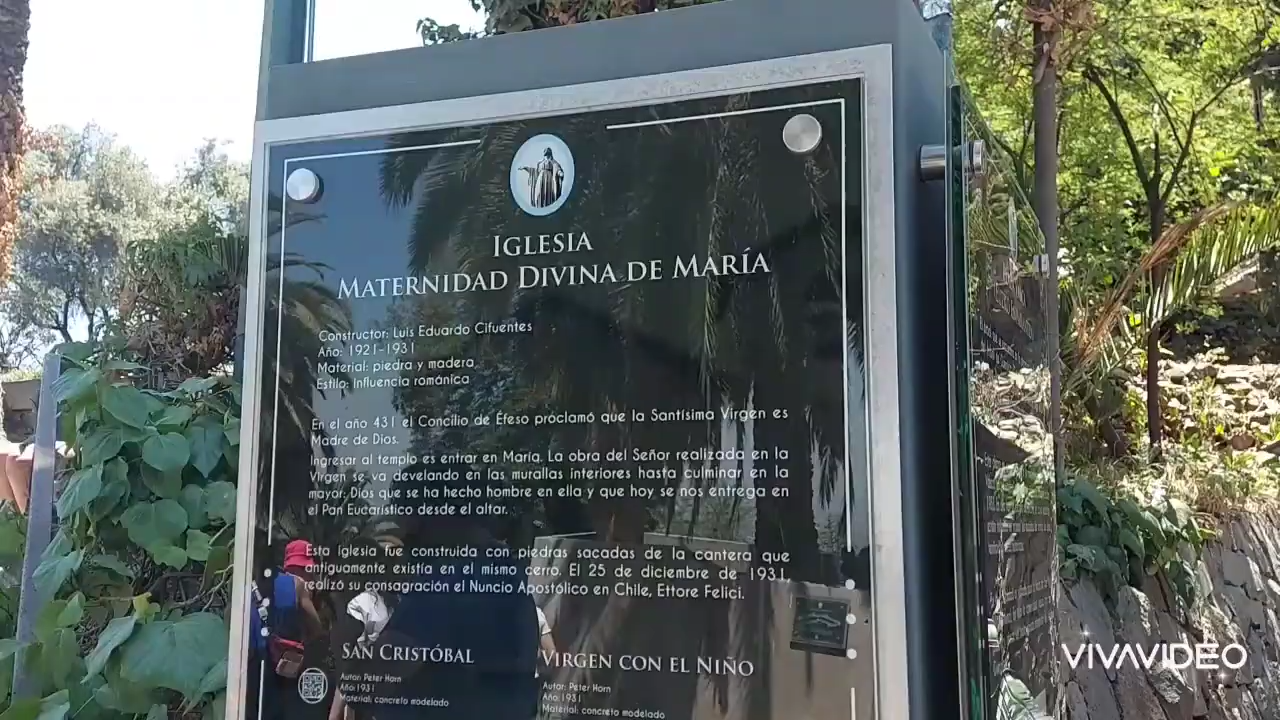 IGLESIA
MATERNIDAD DIVINA DE MARÍA
Constructor: Luis Eduardo Cifuentes
Año: 1921-1931
Material: piedra y madera
Estilo: influencia románica
En el año 431 el Concilio de Éfeso proclamó que la Santísima Virgen es
Madre de Dios.
Ingresar al templo es entrar en María. La obra del Señor realizada en la
Virgen se va develando en las murallas interiores hasta culminar en la
mayor: Dios que se ha hecho hombre en ella y que hoy se nos entrega en
el Pan Eucarístico desde el altar.
Esta iglesia fue construida con piedras sacadas de la cantera que
antiguamente existía en el mismo cerro. El 25 de diciembre de 1931
realizó su consagración el Nuncio Apostólico en Chile, Ettore Felici.
SAN CRISTÓBAL
Autor: Peter Horn
Año:1931
Material: concreto modelado
VIRGEN CON EL NIÑO
Autor: Peter Horn
Año:1931
Material: concreto modelado
VIVAVIDEO